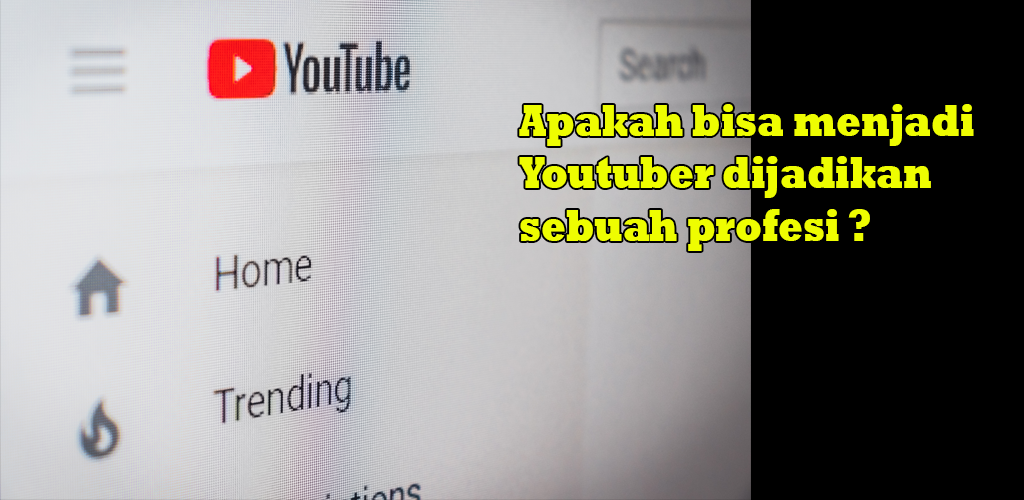 YouTube
Search
Apakah bisa menjadi
Youtuber dijadikan
sebuah profesi ?
Home
Trending